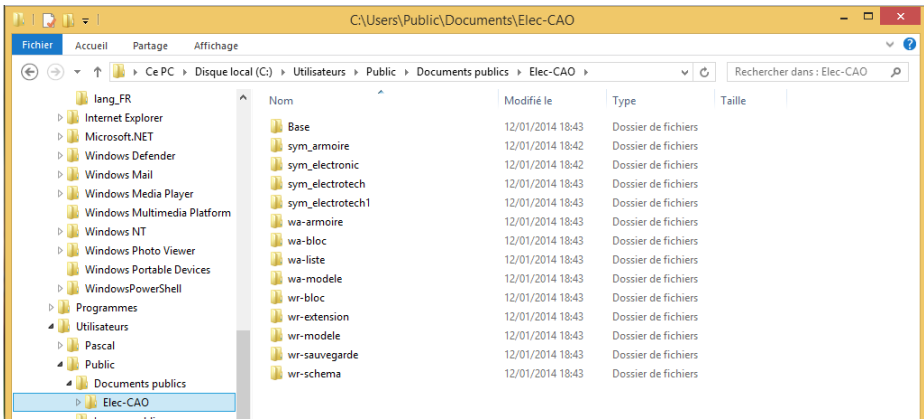 C:\Users\Public\Documents\Elec-CAO
Fichier Accueil Partage Affichage
Ce PC Disque local (C:) Utilisateurs Public Documents publics Elec-CAO Rechercher dans : Elec-CAO
lang_FR
Internet Explorer
Microsoft.NET
Windows Defender
Windows Mail
Windows Media Player
Windows Multimedia Platform
Windows NT
Windows Photo Viewer
Windows Portable Devices
WindowsPowerShell
Programmes
Utilisateurs
Pascal
Public
Documents publics
Elec-CAO
Nom Modifié le Type Taille
Base 12/01/2014 18:43 Dossier de fichiers
sym_armoire 12/01/2014 18:42 Dossier de fichiers
sym_electronic 12/01/2014 18:42 Dossier de fichiers
sym_electrotech 12/01/2014 18:43 Dossier de fichiers
sym_electrotech1 12/01/2014 18:43 Dossier de fichiers
wa-armoire 12/01/2014 18:43 Dossier de fichiers
wa-bloc 12/01/2014 18:43 Dossier de fichiers
wa-liste 12/01/2014 18:43 Dossier de fichiers
wa-modele 12/01/2014 18:43 Dossier de fichiers
wr-bloc 12/01/2014 18:43 Dossier de fichiers
wr-extension 12/01/2014 18:43 Dossier de fichiers
wr-modele 12/01/2014 18:43 Dossier de fichiers
wr-sauvegarde 12/01/2014 18:43 Dossier de fichiers
wr-schema 12/01/2014 18:43 Dossier de fichiers